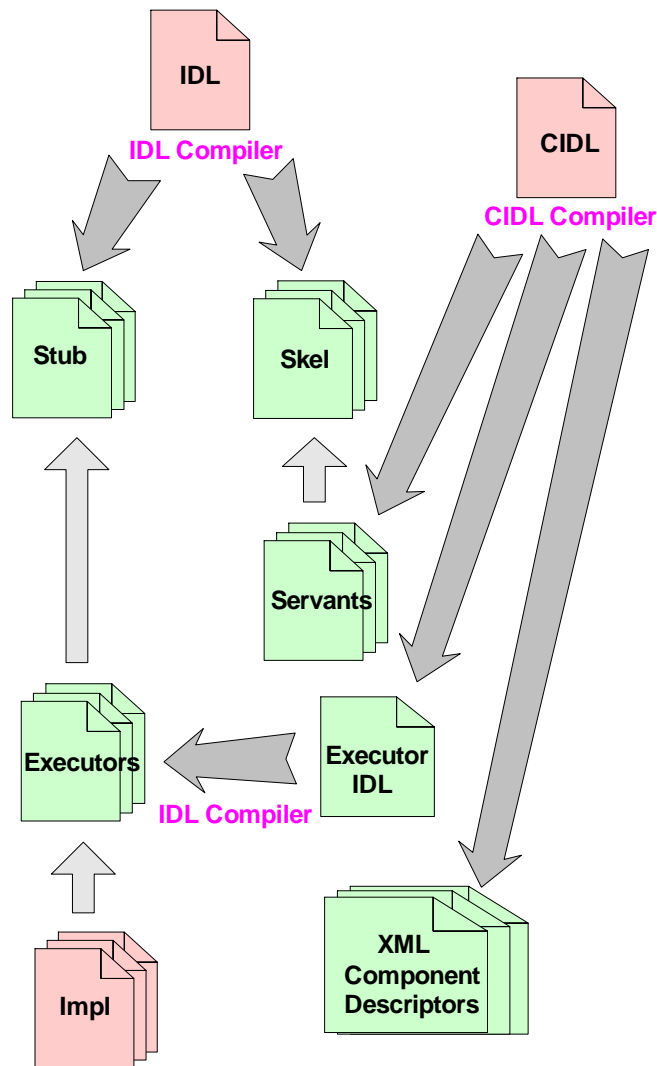 IDL
IDL Compiler
CIDL
CIDL Compiler
Stub
Skel
Servants
Executors
Executor
IDL
IDL Compiler
XML
Component
Descriptors
Impl